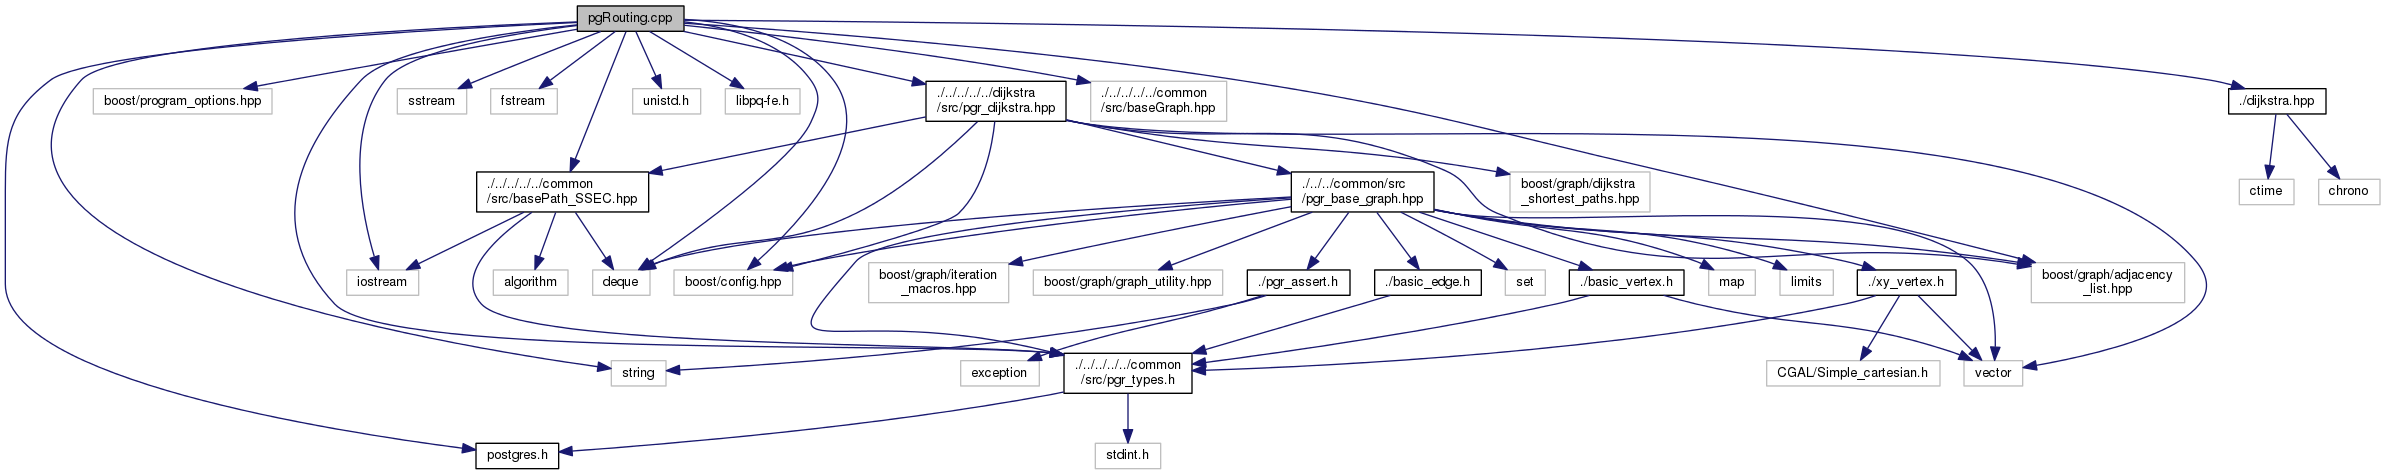 pgRouting.cpp
boost/program_options.hpp
sstream
fstream
unistd.h
libpq-fe.h
./../../../../dijkstra
/src/pgr_dijkstra.hpp
./../../../../common
/src/baseGraph.hpp
./dijkstra.hpp
./../../../../common
/src/basePath_SSEC.hpp
./../../common/src
/pgr_base_graph.hpp
boost/graph/dijkstra
_shortest_paths.hpp
ctime
chrono
iostream
algorithm
deque
boost/config.hpp
boost/graph/iteration
_macros.hpp
boost/graph/graph_utility.hpp
./pgr_assert.h
./basic_edge.h
set
./basic_vertex.h
map
limits
./xy_vertex.h
boost/graph/adjacency
_list.hpp
string
exception
./../../../../common
/src/pgr_types.h
CGAL/Simple_cartesian.h
vector
postgres.h
stdint.h